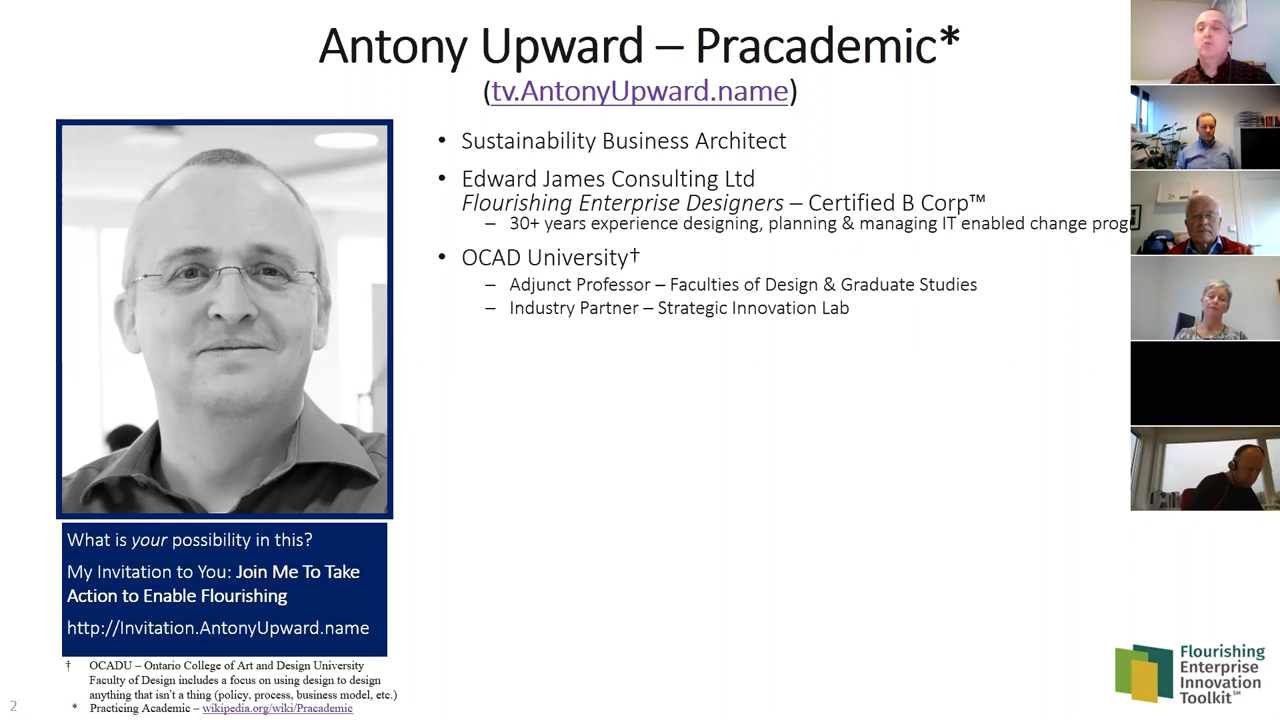 Antony Upward – Pracademic*
(tv.AntonyUpward.name)
• Sustainability Business Architect
• Edward James Consulting Ltd
Flourishing Enterprise Designers – Certified B Corp™
– 30+ years experience designing, planning & managing IT enabled change prog
• OCAD University†
– Adjunct Professor – Faculties of Design & Graduate Studies
– Industry Partner – Strategic Innovation Lab
What is your possibility in this?
My Invitation to You: Join Me To Take
Action to Enable Flourishing
http://Invitation.AntonyUpward.name
† OCADU – Ontario College of Art and Design University
Faculty of Design includes a focus on using design to design
anything that isn't a thing (policy, process, business model, etc.)
* Practicing Academic – wikipedia.org/wiki/Pracademic
2
Flourishing
Enterprise
Innovation
Toolkit℠